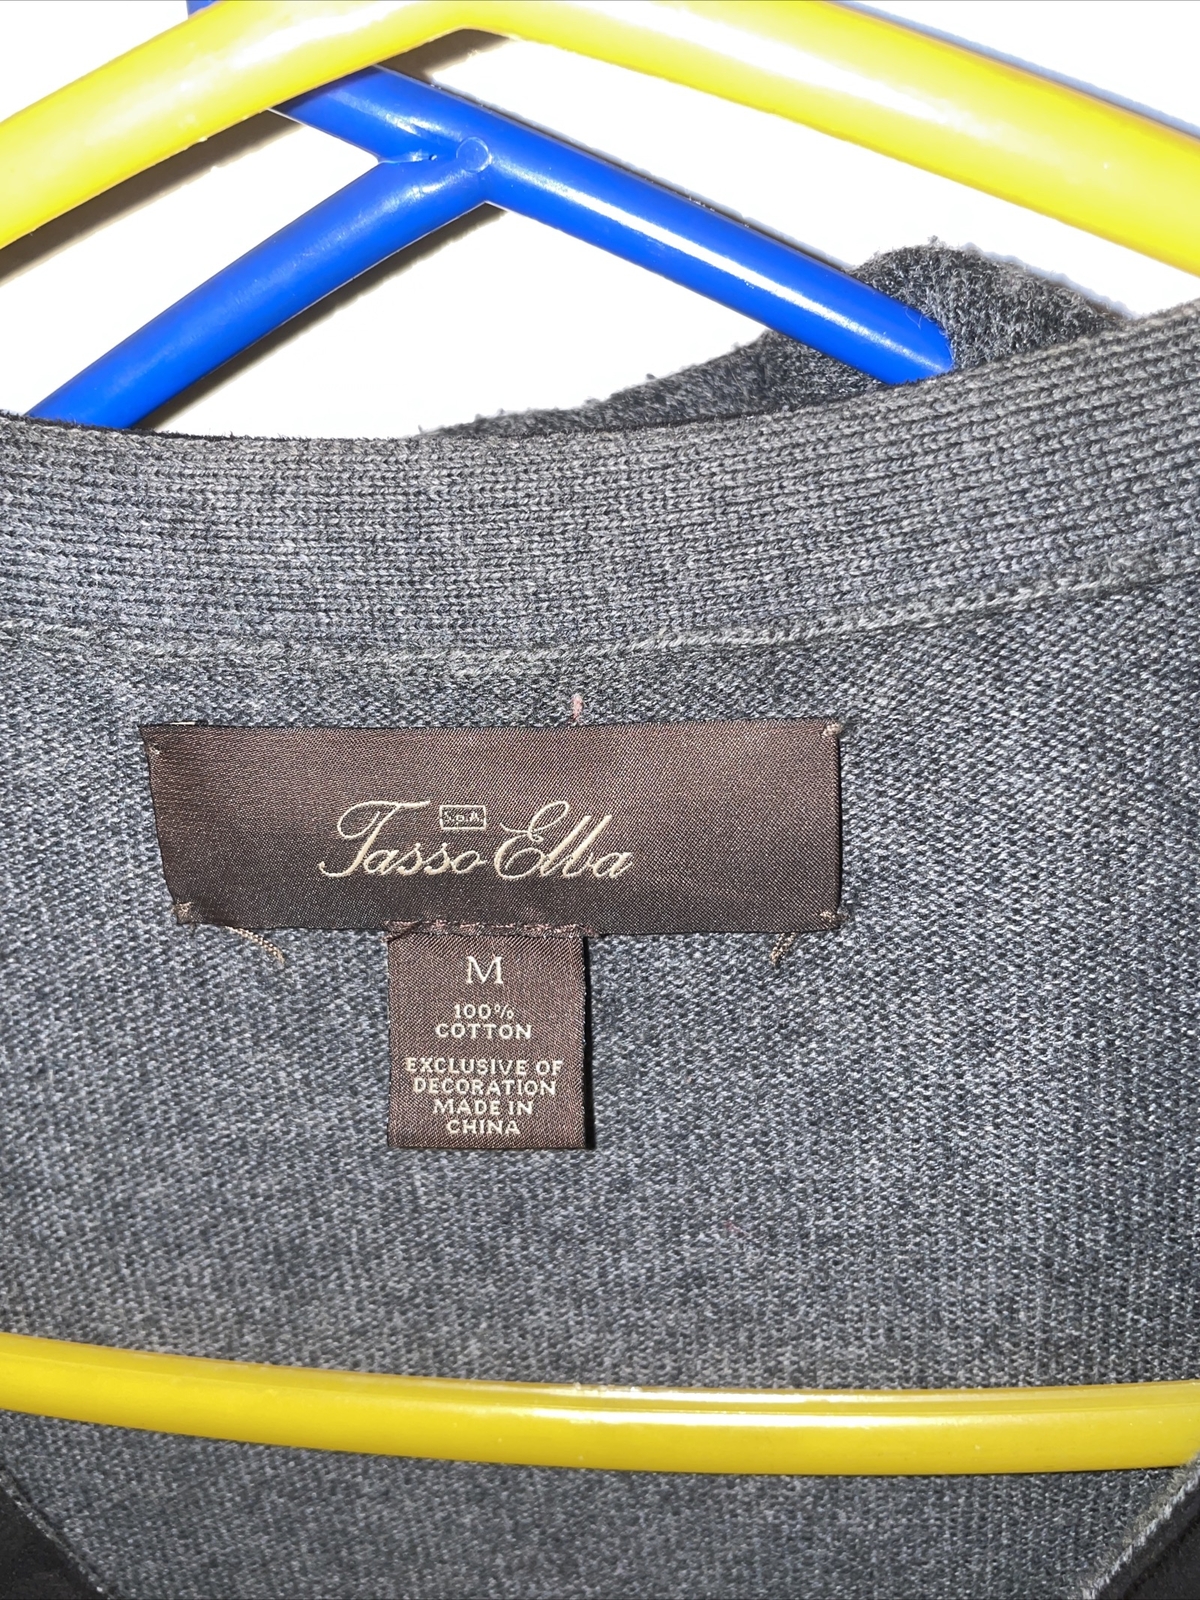 Tasso S.p.A. Elba
M
100%
COTTON
EXCLUSIVE OF
DECORATION
MADE IN
CHINA